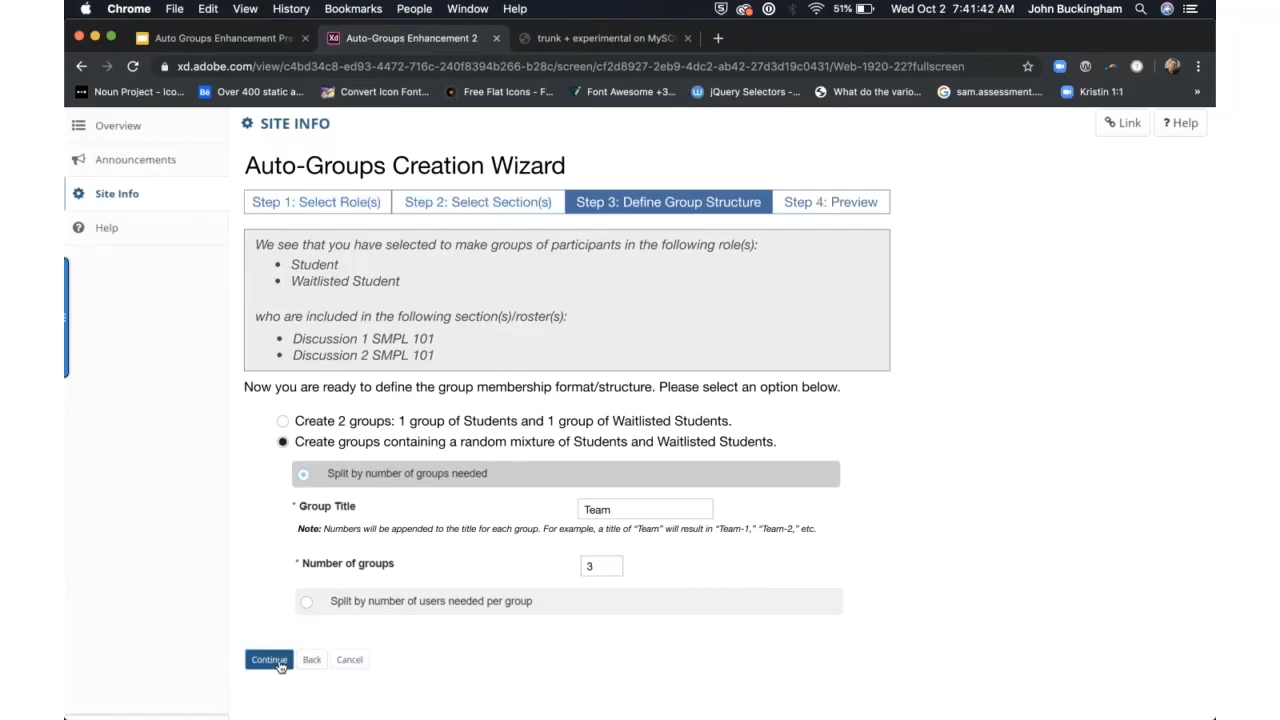 Chrome File Edit View History Bookmarks People Window Help 51% Wed Oct 2 7:41:42 AM John Buckingham
Auto Groups Enhancement Pre
Xd Auto-Groups Enhancement 2
trunk + experimental on MySQ
xd.adobe.com/view/c4bd34c8-ed93-4472-716c-240f8394b266-b28c/screen/cf2d8927-2eb9-4dc2-ab42-27d3d19c0431/Web-1920-22?fullscreen
Noun Project - Ico... Bē Over 400 static a... Convert Icon Font... Free Flat Icons - F... Font Awesome +3... jQuery Selectors -... What do the vario... sam.assessment.... Kristin 1:1 »
Overview
Announcements
Site Info
Help
SITE INFO
Link
? Help
Auto-Groups Creation Wizard
Step 1: Select Role(s) Step 2: Select Section(s) Step 3: Define Group Structure Step 4: Preview
We see that you have selected to make groups of participants in the following role(s):
• Student
• Waitlisted Student
who are included in the following section(s)/roster(s):
• Discussion 1 SMPL 101
• Discussion 2 SMPL 101
Now you are ready to define the group membership format/structure. Please select an option below.
Create 2 groups: 1 group of Students and 1 group of Waitlisted Students.
Create groups containing a random mixture of Students and Waitlisted Students.
Split by number of groups needed
* Group Title Team
Note: Numbers will be appended to the title for each group. For example, a title of “Team” will result in “Team-1,” “Team-2,” etc.
* Number of groups 3
Split by number of users needed per group
Continue Back Cancel